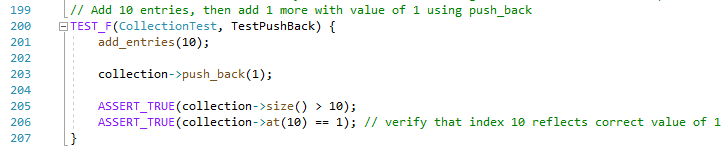 199 // Add 10 entries, then add 1 more with value of 1 using push_back
200 TEST_F(CollectionTest, TestPushBack) {
201 add_entries(10);
202
203 collection->push_back(1);
204
205 ASSERT_TRUE(collection->size() > 10);
206 ASSERT_TRUE(collection->at(10) == 1); // verify that index 10 reflects correct value of 1
207 }